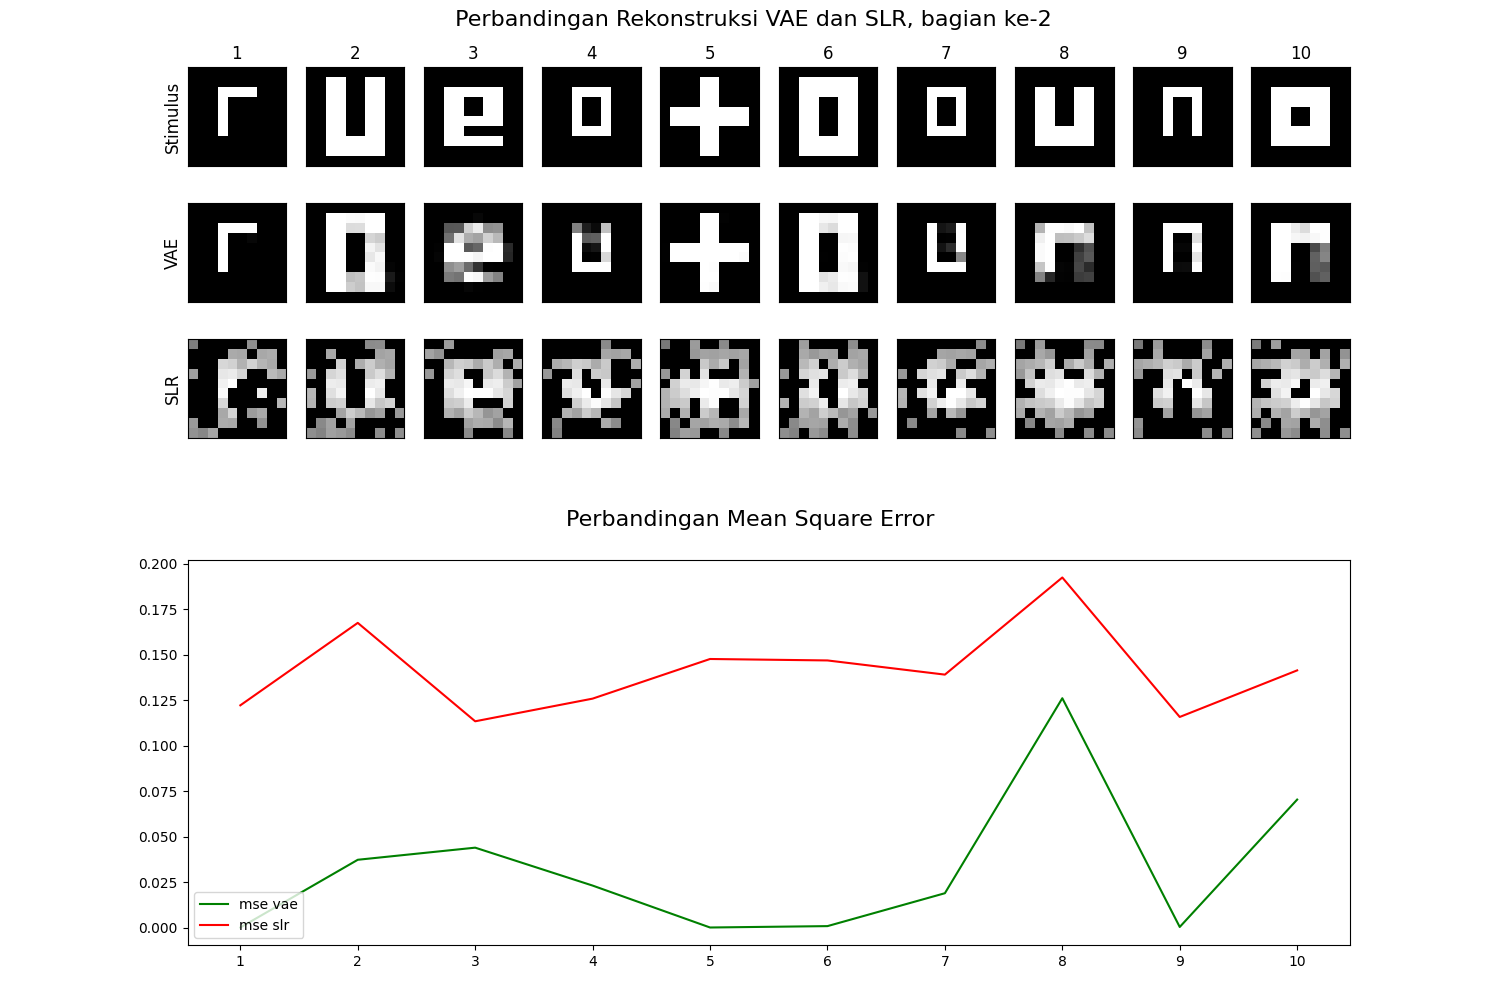 Perbandingan Rekonstruksi VAE dan SLR, bagian ke-2
1 2 3 4 5 6 7 8 9 10
Stimulus
VAE
SLR
Perbandingan Mean Square Error
0.200
0.175
0.150
0.125
0.100
0.075
0.050
0.025
0.000
mse vae
mse slr
1 2 3 4 5 6 7 8 9 10